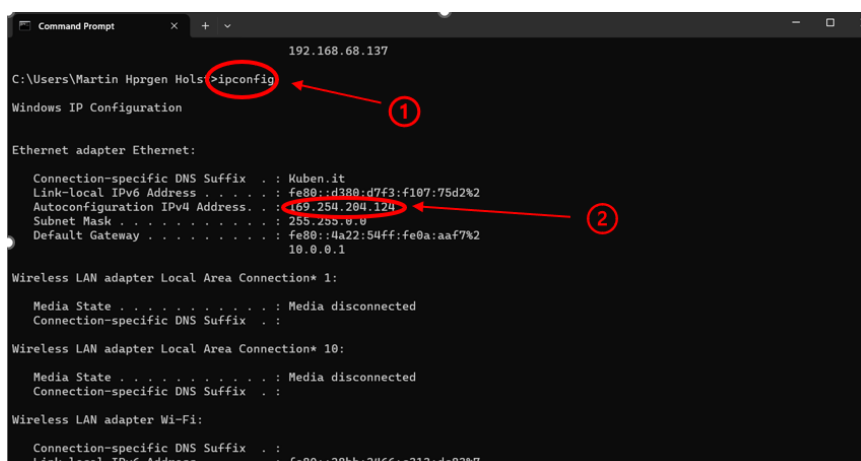 Command Prompt
192.168.68.137
C:\Users\Martin Hprgen Holst>ipconfig
1
Windows IP Configuration
Ethernet adapter Ethernet:
Connection-specific DNS Suffix . : Kuben.it
Link-local IPv6 Address . . . . . : fe80::d380:d7f3:f107:75d2%2
Autoconfiguration IPv4 Address. . : 169.254.204.124
Subnet Mask . . . . . . . . . . . : 255.255.0.0
2
Default Gateway . . . . . . . . . : fe80::4a22:54ff:fe0a:aaf7%2
10.0.0.1
Wireless LAN adapter Local Area Connection* 1:
Media State . . . . . . . . . . . : Media disconnected
Connection-specific DNS Suffix . :
Wireless LAN adapter Local Area Connection* 10:
Media State . . . . . . . . . . . : Media disconnected
Connection-specific DNS Suffix . :
Wireless LAN adapter Wi-Fi:
Connection-specific DNS Suffix . :
Link-local IPv6 Address . . . . . :